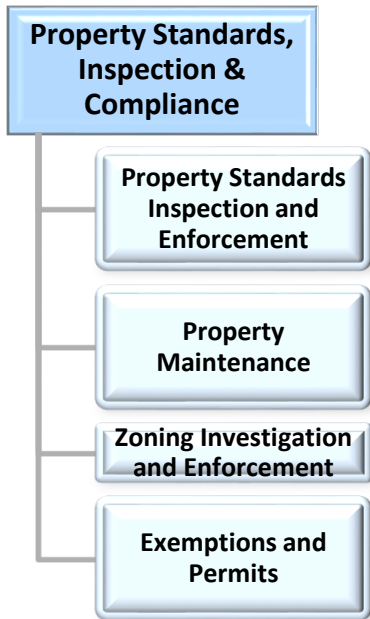 Property Standards,
Inspection &
Compliance
Property Standards
Inspection and
Enforcement
Property
Maintenance
Zoning Investigation
and Enforcement
Exemptions and
Permits